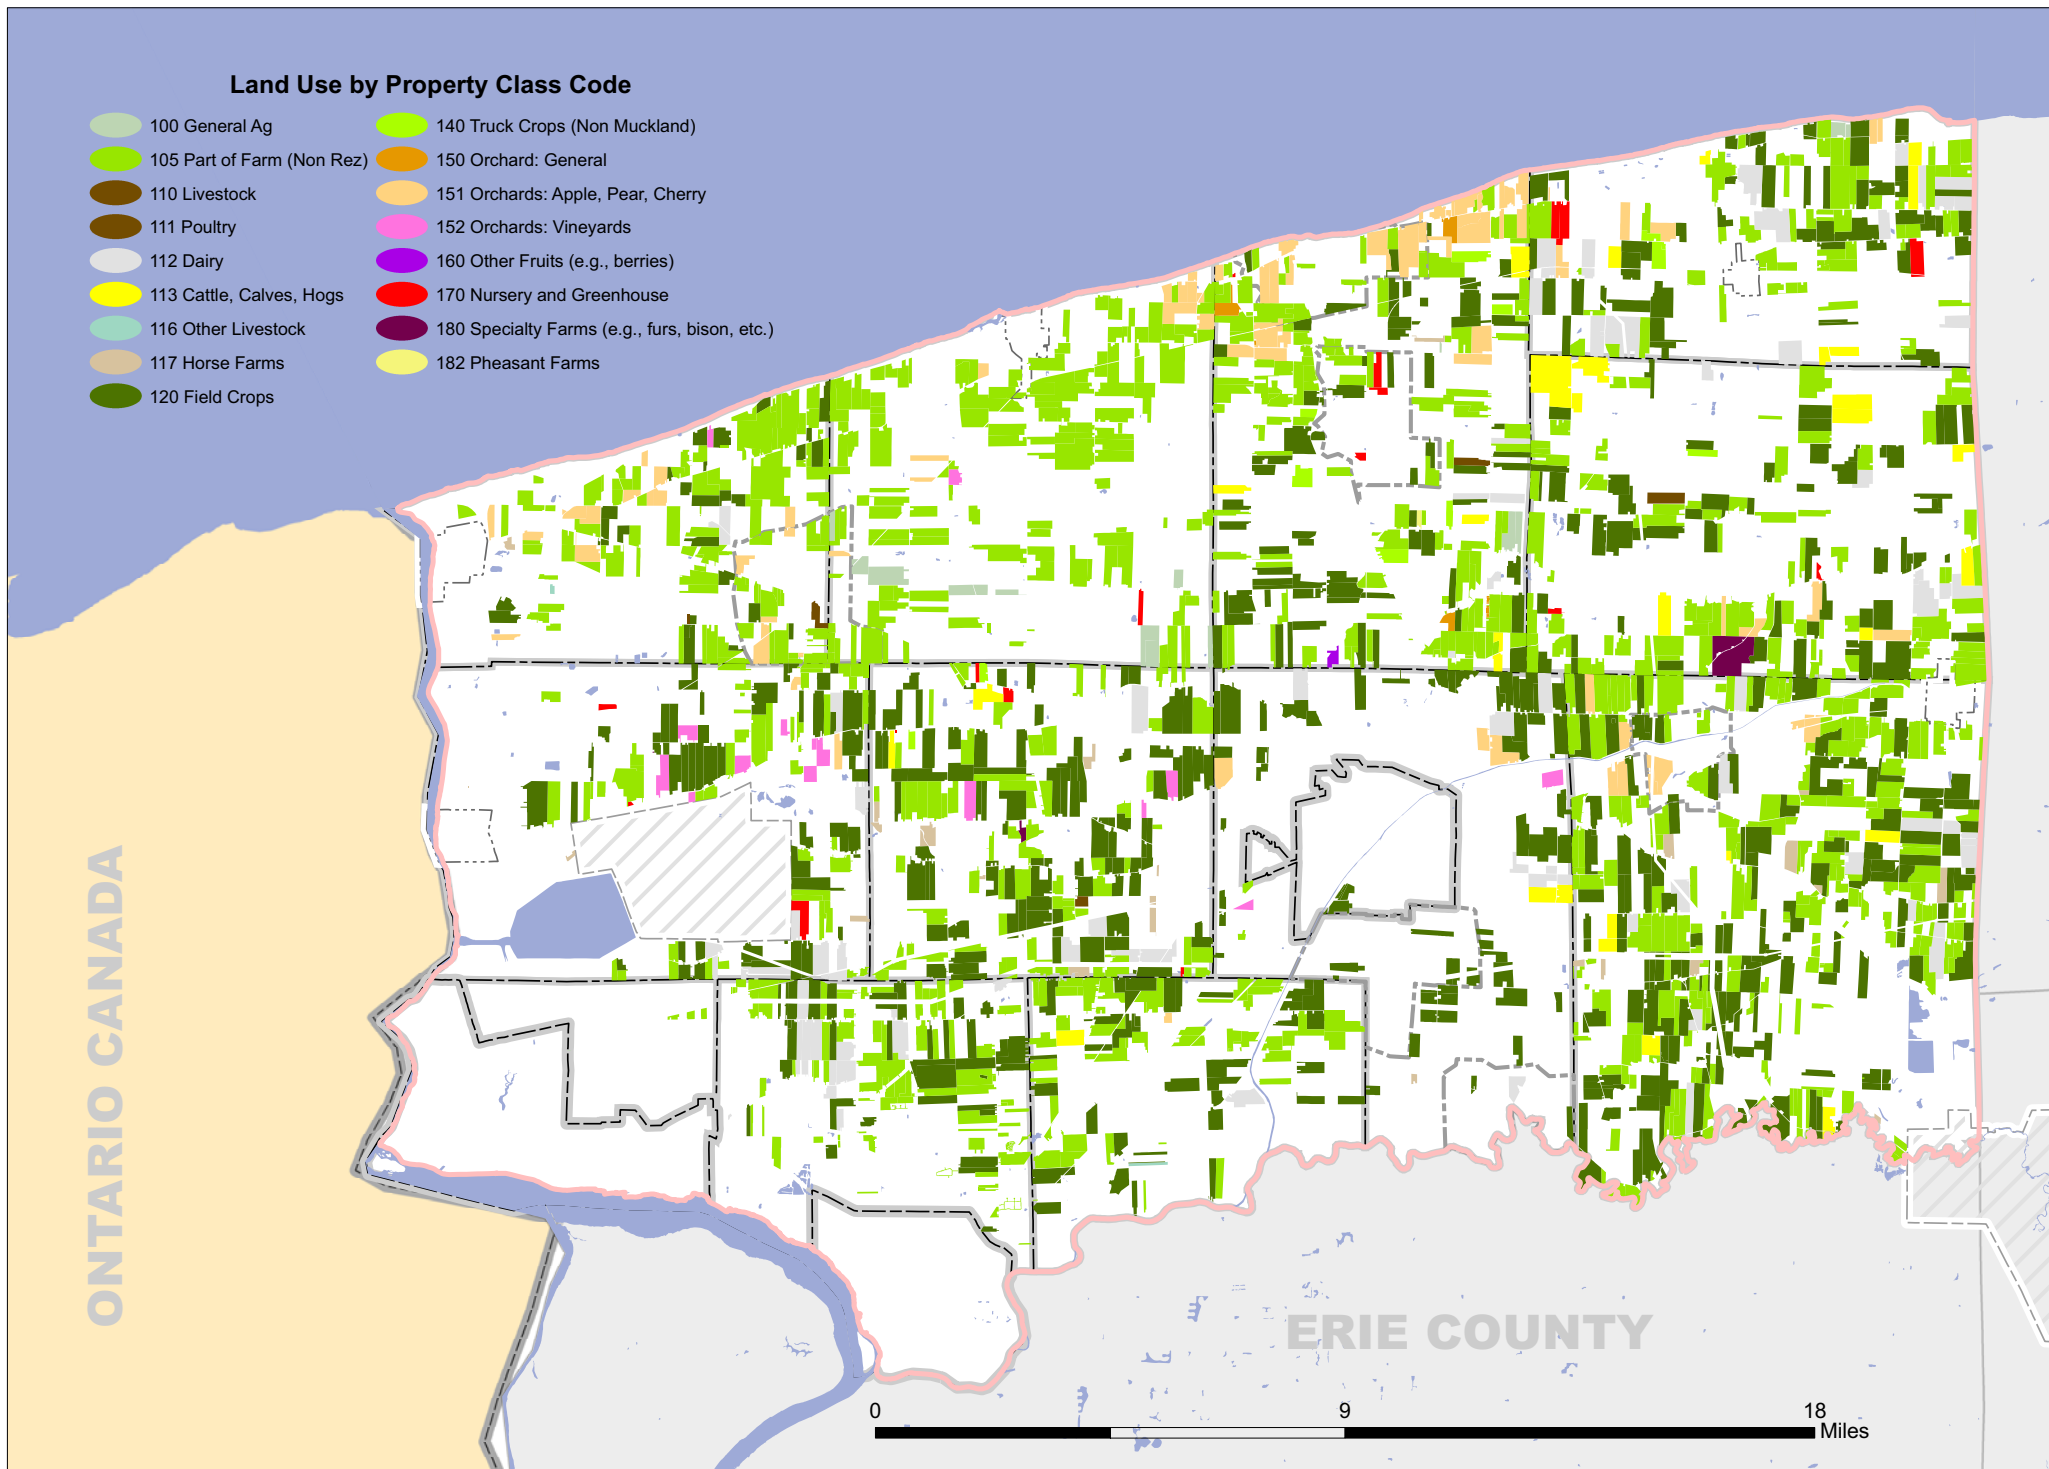 Land Use by Property Class Code
100 General Ag
105 Part of Farm (Non Rez)
110 Livestock
111 Poultry
112 Dairy
113 Cattle, Calves, Hogs
116 Other Livestock
117 Horse Farms
120 Field Crops
140 Truck Crops (Non Muckland)
150 Orchard: General
151 Orchards: Apple, Pear, Cherry
152 Orchards: Vineyards
160 Other Fruits (e.g., berries)
170 Nursery and Greenhouse
180 Specialty Farms (e.g., furs, bison, etc.)
182 Pheasant Farms
ONTARIO CANADA
ERIE COUNTY
0 9 18
Miles